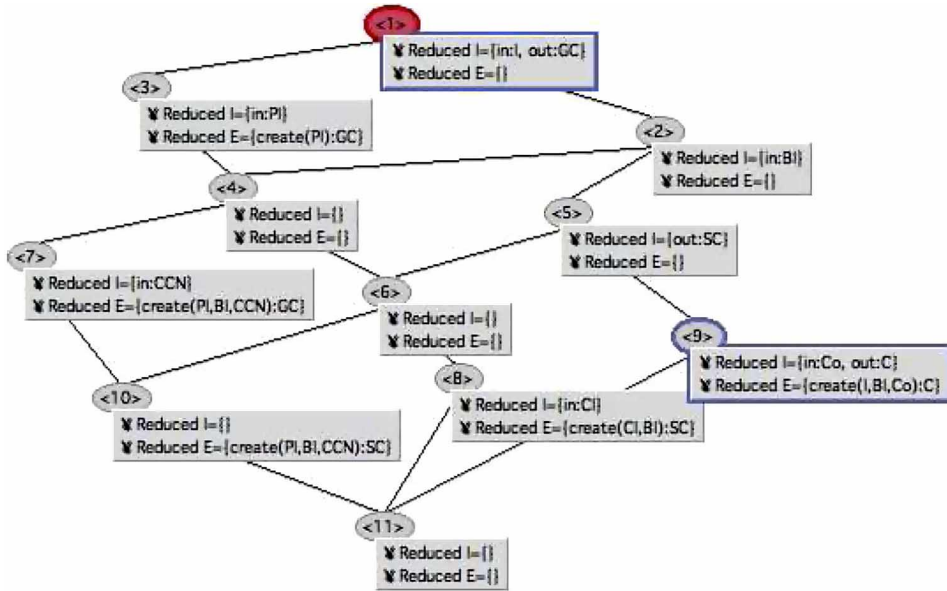 <1>
¥ Reduced I={in:I, out:GC}
¥ Reduced E={}
<3>
¥ Reduced I={in:PI}
¥ Reduced E={create(PI):GC}
<2>
¥ Reduced I={in:BI}
¥ Reduced E={}
<4>
¥ Reduced I={}
¥ Reduced E={}
<5>
¥ Reduced I={out:SC}
¥ Reduced E={}
<7>
¥ Reduced I={in:CCN}
¥ Reduced E={create(PI,BI,CCN):GC}
<6>
¥ Reduced I={}
¥ Reduced E={}
<9>
¥ Reduced I={in:Co, out:C}
¥ Reduced E={create(I,BI,Co):C}
<8>
¥ Reduced I={in:CI}
¥ Reduced E={create(CI,BI):SC}
<10>
¥ Reduced I={}
¥ Reduced E={create(PI,BI,CCN):SC}
<11>
¥ Reduced I={}
¥ Reduced E={}